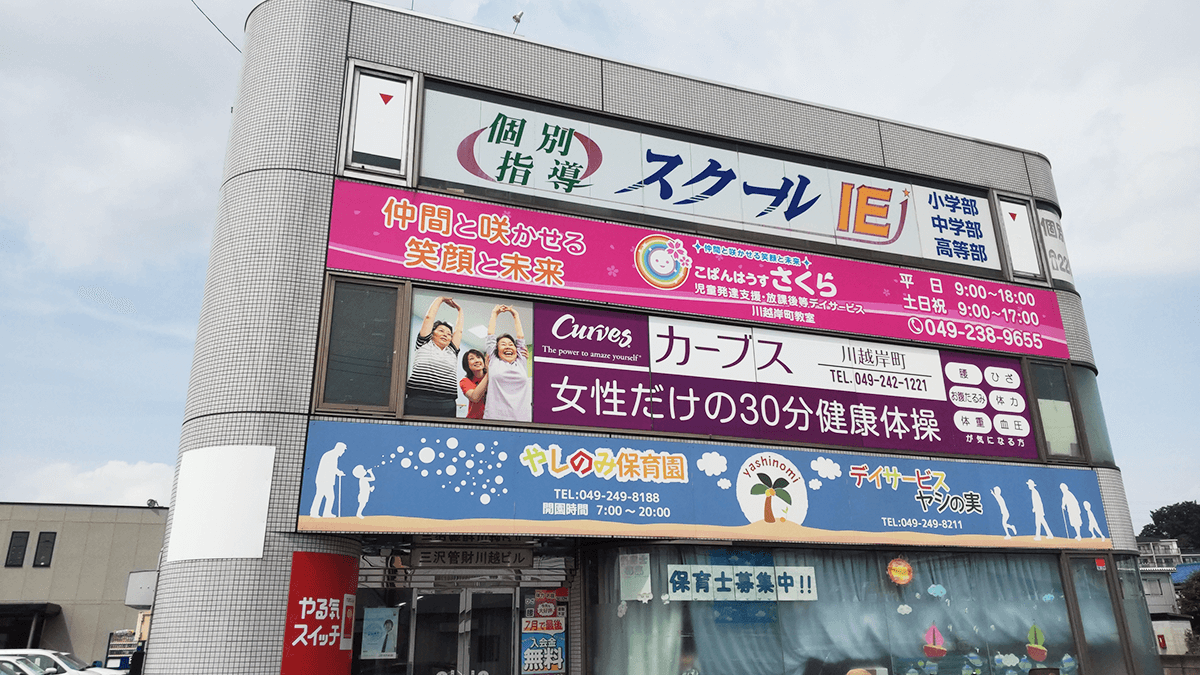 個別
指導
スクール IE
小学部
中学部
高等部
仲間と咲かせる
笑顔と未来
仲間と咲かせる笑顔と未来
こぱんはうすさくら
児童発達支援・放課後等デイサービス
川越岸町教室
平日 9:00~18:00
土日祝 9:00~17:00
049-238-9655
Curves
The power to amaze yourself
カーブス
川越岸町
TEL.049-242-1221
女性だけの30分健康体操
腰 ひざ
お腹たるみ 体力
体重 血圧
が気になる方
やしのみ保育園
TEL:049-249-8188
開園時間 7:00~20:00
yashinomi
デイサービス
ヤシの実
TEL:049-249-8211
三沢管財川越ビル
保育士募集中!!
やる気
スイッチ
7月で最後
入会金
無料